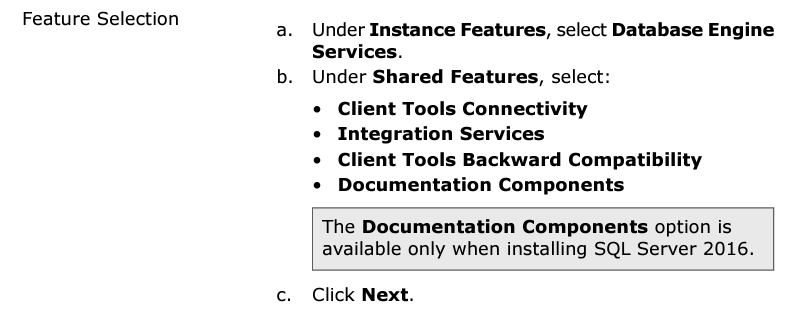 Feature Selection
a. Under Instance Features, select Database Engine
Services.
b. Under Shared Features, select:
• Client Tools Connectivity
• Integration Services
• Client Tools Backward Compatibility
• Documentation Components
The Documentation Components option is
available only when installing SQL Server 2016.
c. Click Next.